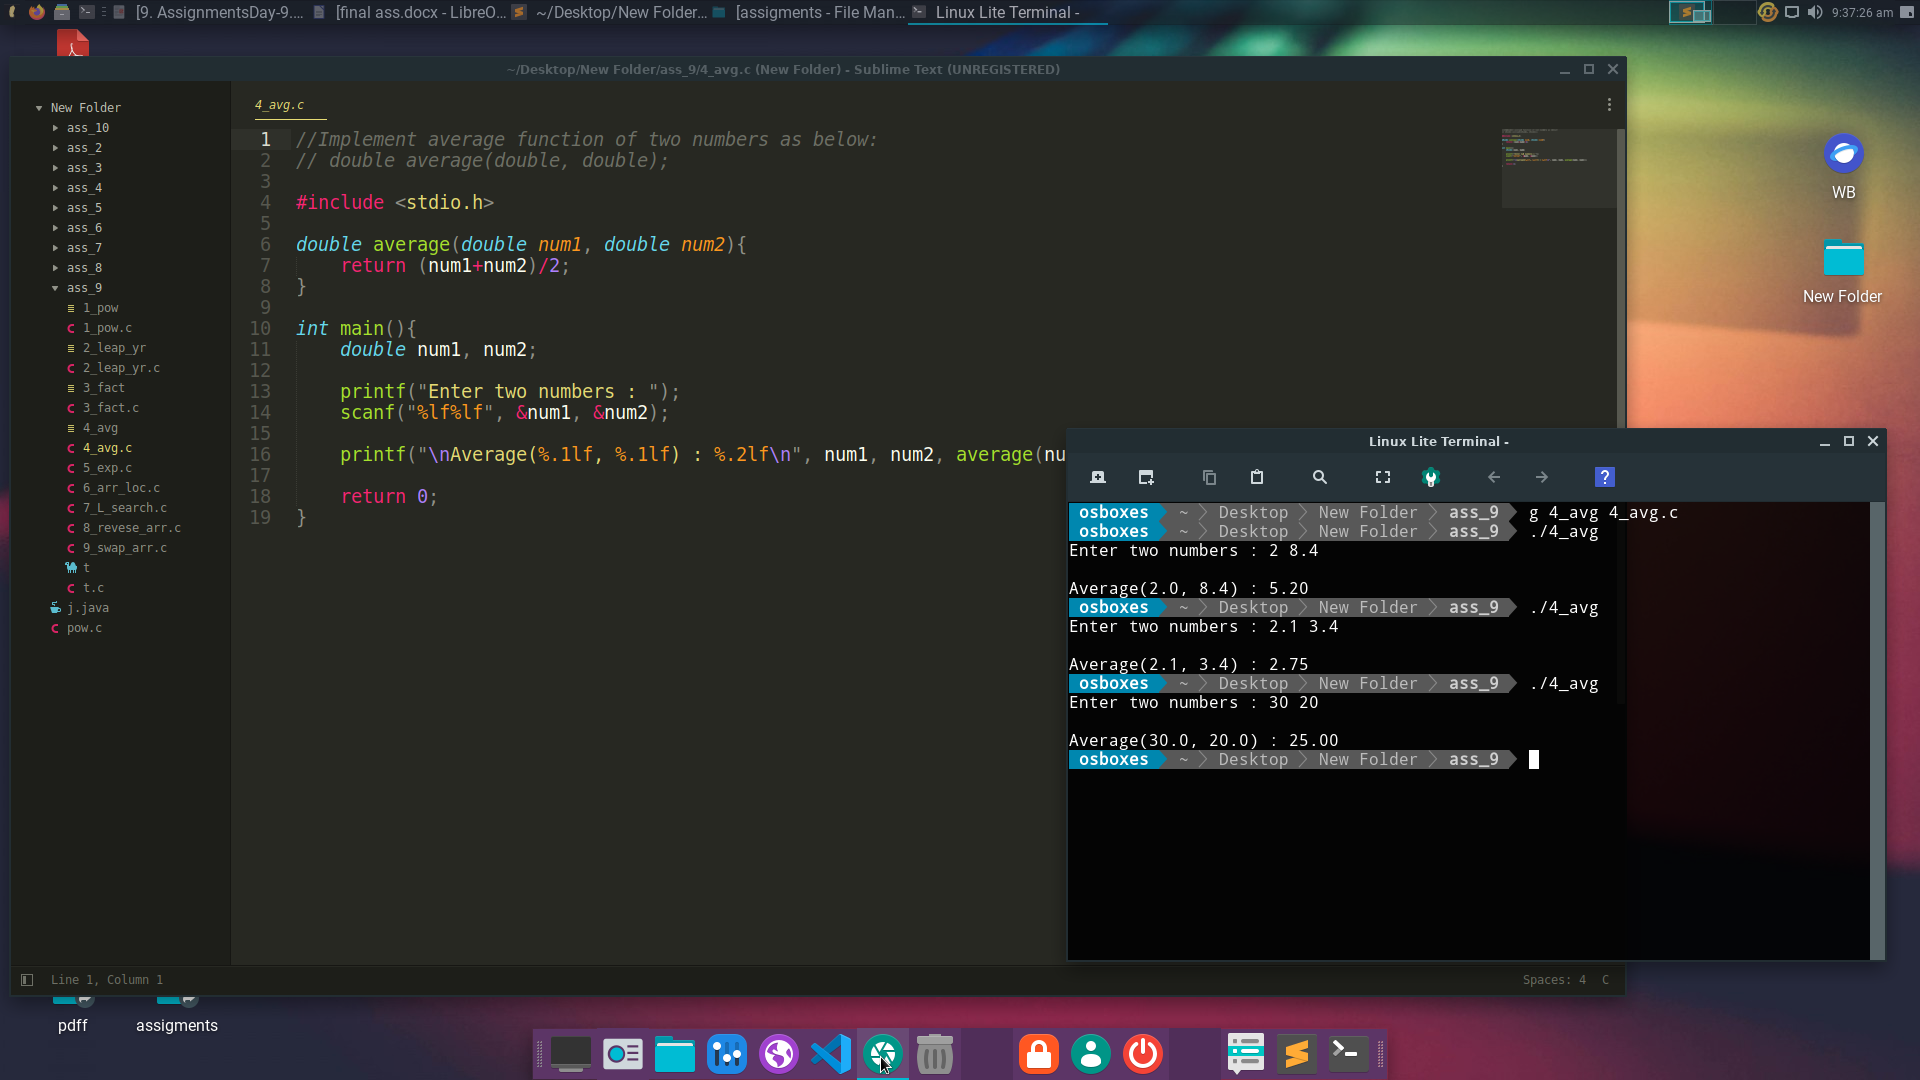 [9. AssignmentsDay-9....
[final ass.docx - LibreO...
~/Desktop/New Folder...
[assigments - File Man...
Linux Lite Terminal -
9:37:26 am
~/Desktop/New Folder/ass_9/4_avg.c (New Folder) - Sublime Text (UNREGISTERED)
New Folder
ass_10
ass_2
ass_3
ass_4
ass_5
ass_6
ass_7
ass_8
ass_9
1_pow
1_pow.c
2_leap_yr
2_leap_yr.c
3_fact
3_fact.c
4_avg
4_avg.c
5_exp.c
6_arr_loc.c
7_L_search.c
8_revese_arr.c
9_swap_arr.c
t
t.c
j.java
pow.c
4_avg.c
1 //Implement average function of two numbers as below:
2 // double average(double, double);
3
4 #include <stdio.h>
5
6 double average(double num1, double num2){
7     return (num1+num2)/2;
8 }
9
10 int main(){
11     double num1, num2;
12
13     printf("Enter two numbers : ");
14     scanf("%lf%lf", &num1, &num2);
15
16     printf("\nAverage(%.1lf, %.1lf) : %.2lf\n", num1, num2, average(nu
17
18     return 0;
19 }
Line 1, Column 1
Spaces: 4
C
Linux Lite Terminal -
?
osboxes ~ Desktop New Folder ass_9 g 4_avg 4_avg.c
osboxes ~ Desktop New Folder ass_9 ./4_avg
Enter two numbers : 2 8.4
Average(2.0, 8.4) : 5.20
osboxes ~ Desktop New Folder ass_9 ./4_avg
Enter two numbers : 2.1 3.4
Average(2.1, 3.4) : 2.75
osboxes ~ Desktop New Folder ass_9 ./4_avg
Enter two numbers : 30 20
Average(30.0, 20.0) : 25.00
osboxes ~ Desktop New Folder ass_9
WB
New Folder
pdff
assigments